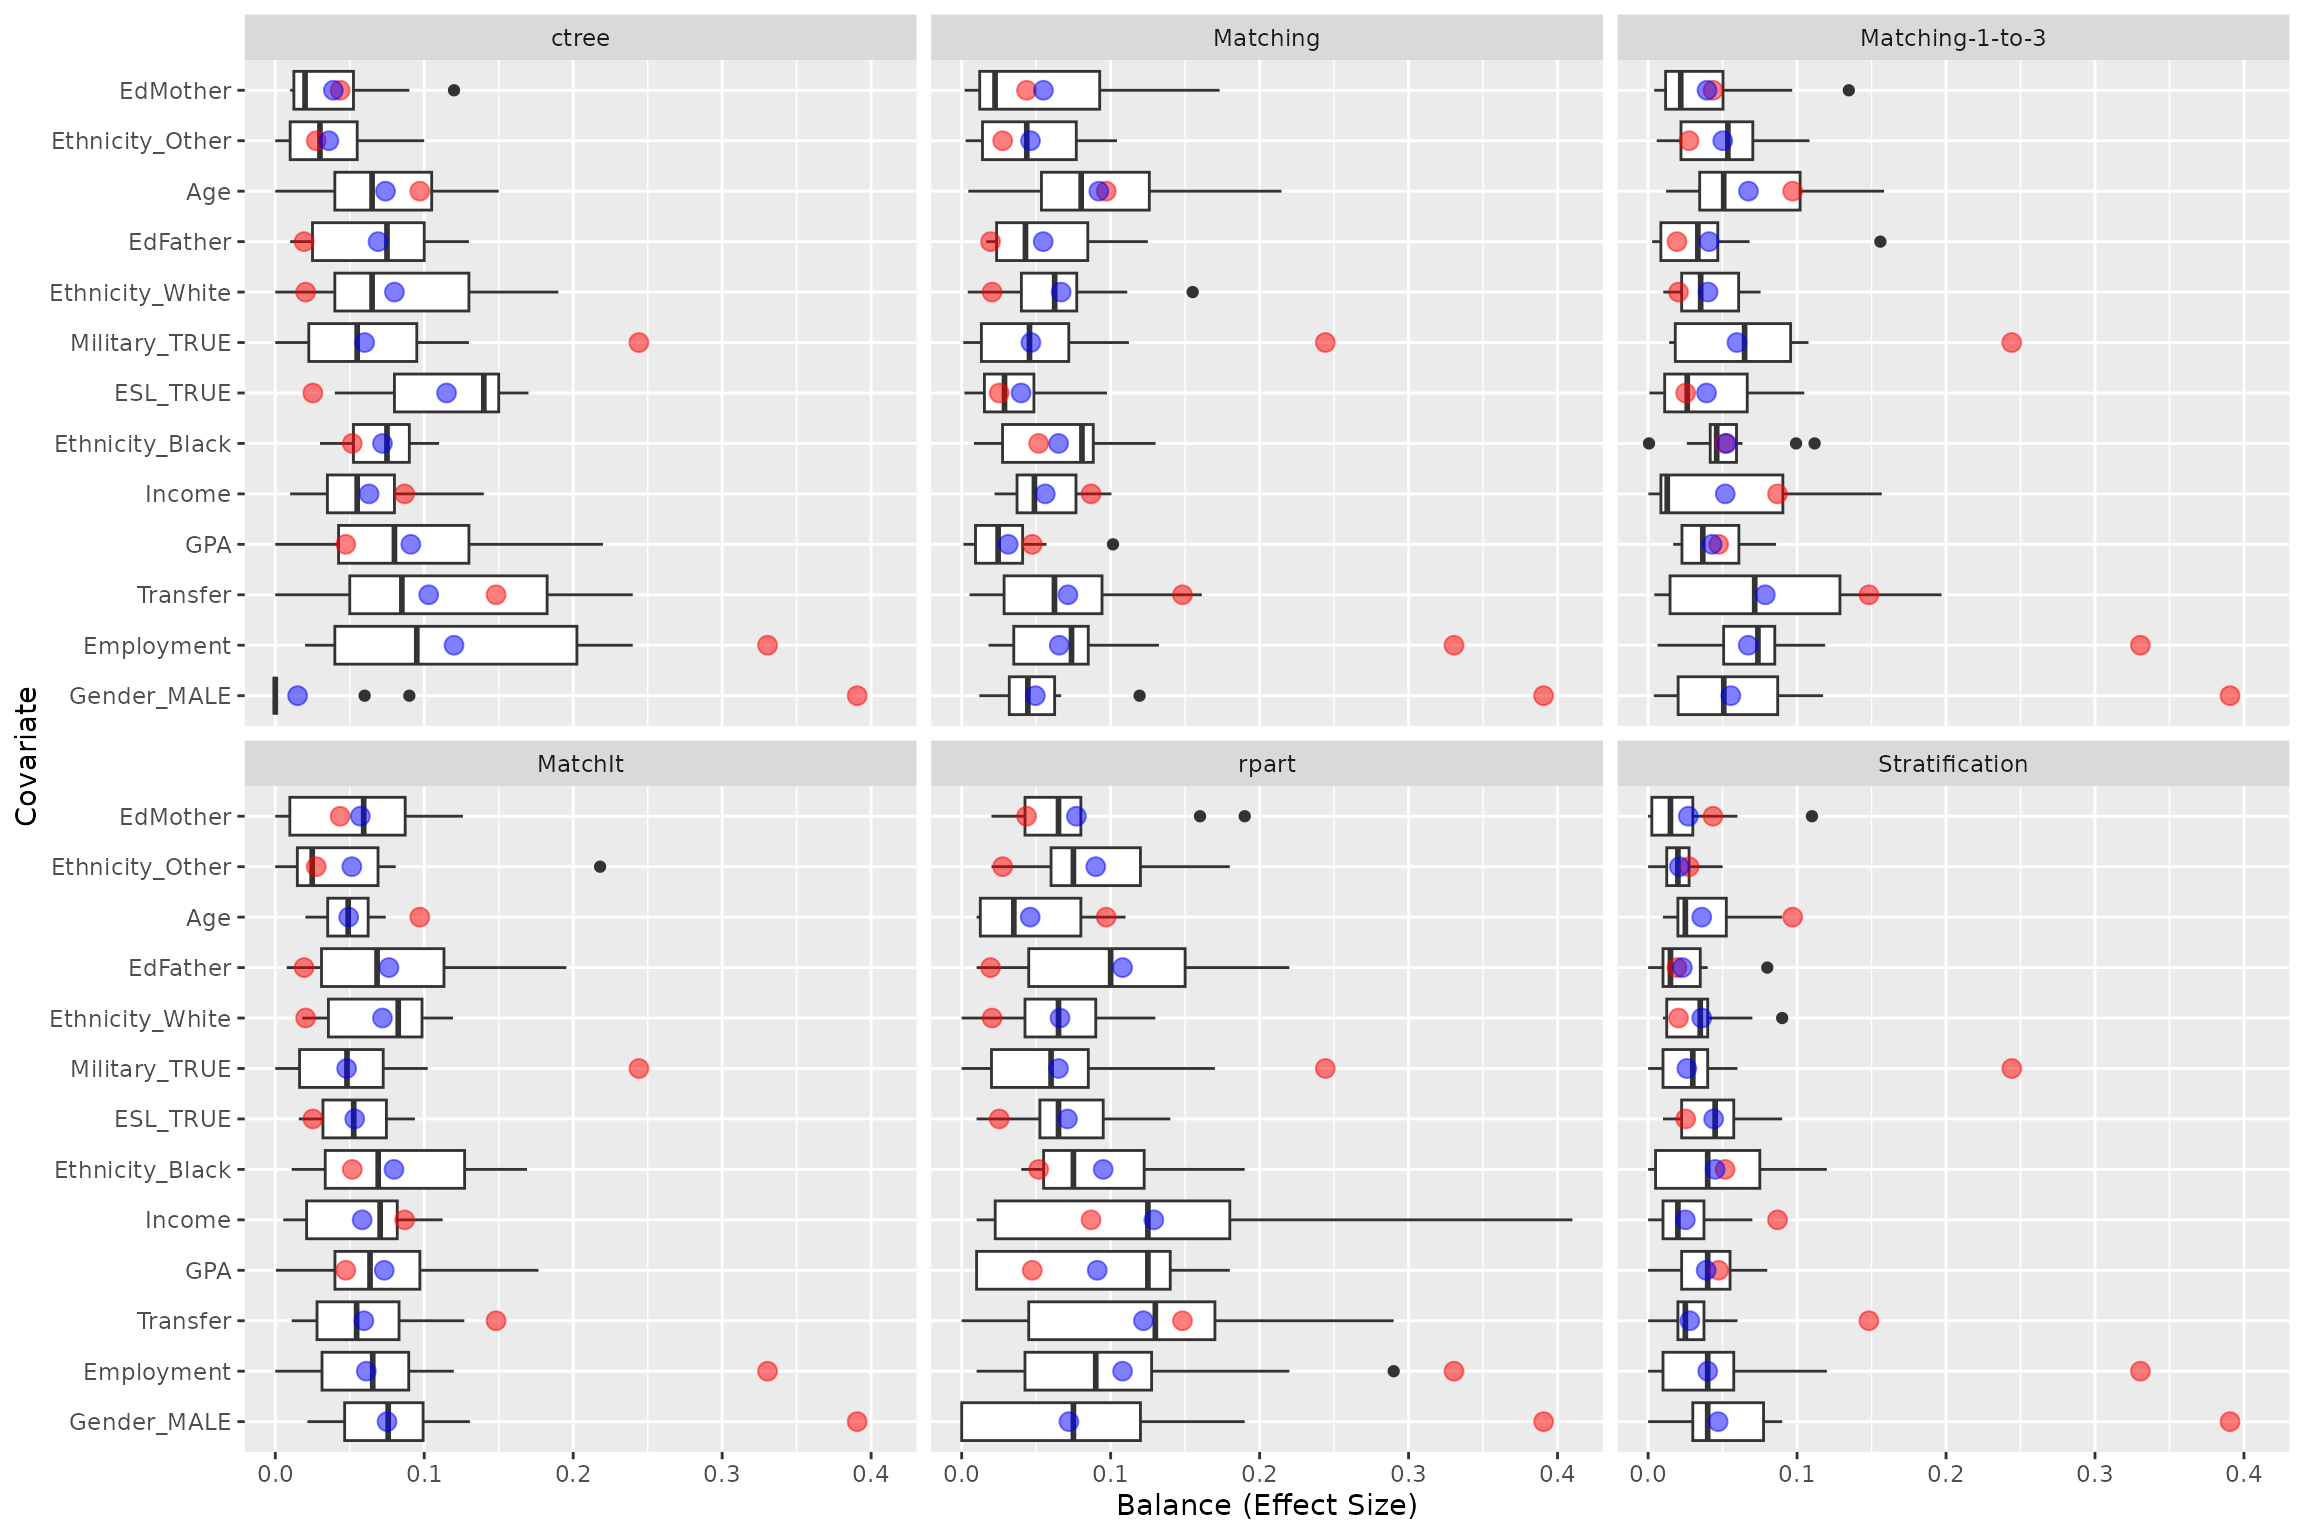 ctree
Matching
Matching-1-to-3
EdMother
Ethnicity_Other
Age
EdFather
Ethnicity_White
Military_TRUE
ESL_TRUE
Ethnicity_Black
Income
GPA
Transfer
Employment
Gender_MALE
Covariate
MatchIt
rpart
Stratification
EdMother
Ethnicity_Other
Age
EdFather
Ethnicity_White
Military_TRUE
ESL_TRUE
Ethnicity_Black
Income
GPA
Transfer
Employment
Gender_MALE
0.0 0.1 0.2 0.3 0.4
0.0 0.1 0.2 0.3 0.4
0.0 0.1 0.2 0.3 0.4
Balance (Effect Size)